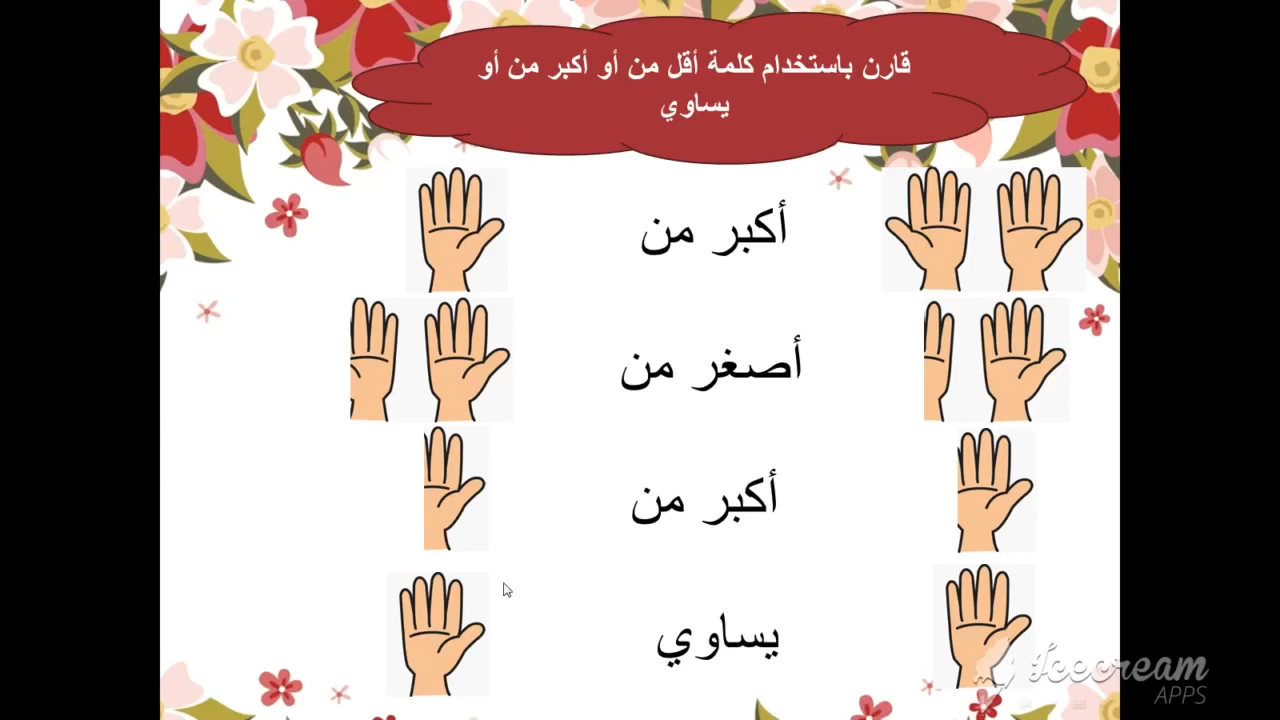 قارن باستخدام كلمة أقل من أو أكبر من أو
يساوي
أكبر من
أصغر من
أكبر من
يساوي
Icecream
APPS